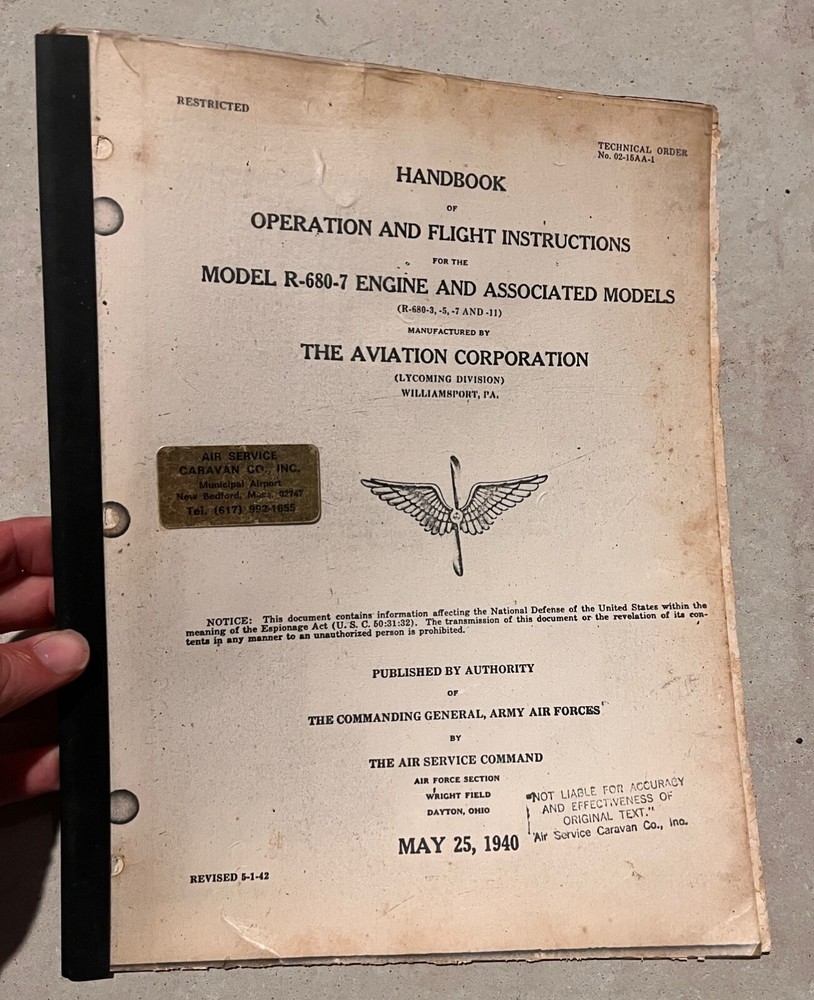 RESTRICTED
TECHNICAL ORDER
No. 02-15AA-1
HANDBOOK
OF
OPERATION AND FLIGHT INSTRUCTIONS
FOR THE
MODEL R-680-7 ENGINE AND ASSOCIATED MODELS
(R-680-3, -5, -7 AND -11)
MANUFACTURED BY
THE AVIATION CORPORATION
(LYCOMING DIVISION)
WILLIAMSPORT, PA.
AIR SERVICE
CARAVAN CO., INC.
Municipal Airport
New Bedford, Mass. 02747
Tel. (617) 992-1655
NOTICE: This document contains information affecting the National Defense of the United States within the
meaning of the Espionage Act (U. S. C. 50:31:32). The transmission of this document or the revelation of its con-
tents in any manner to an unauthorized person is prohibited.
PUBLISHED BY AUTHORITY
OF
THE COMMANDING GENERAL, ARMY AIR FORCES
BY
THE AIR SERVICE COMMAND
AIR FORCE SECTION
WRIGHT FIELD
DAYTON, OHIO
MAY 25, 1940
"NOT LIABLE FOR ACCURACY
AND EFFECTIVENESS OF
ORIGINAL TEXT."
Air Service Caravan Co., Inc.
REVISED 5-1-42